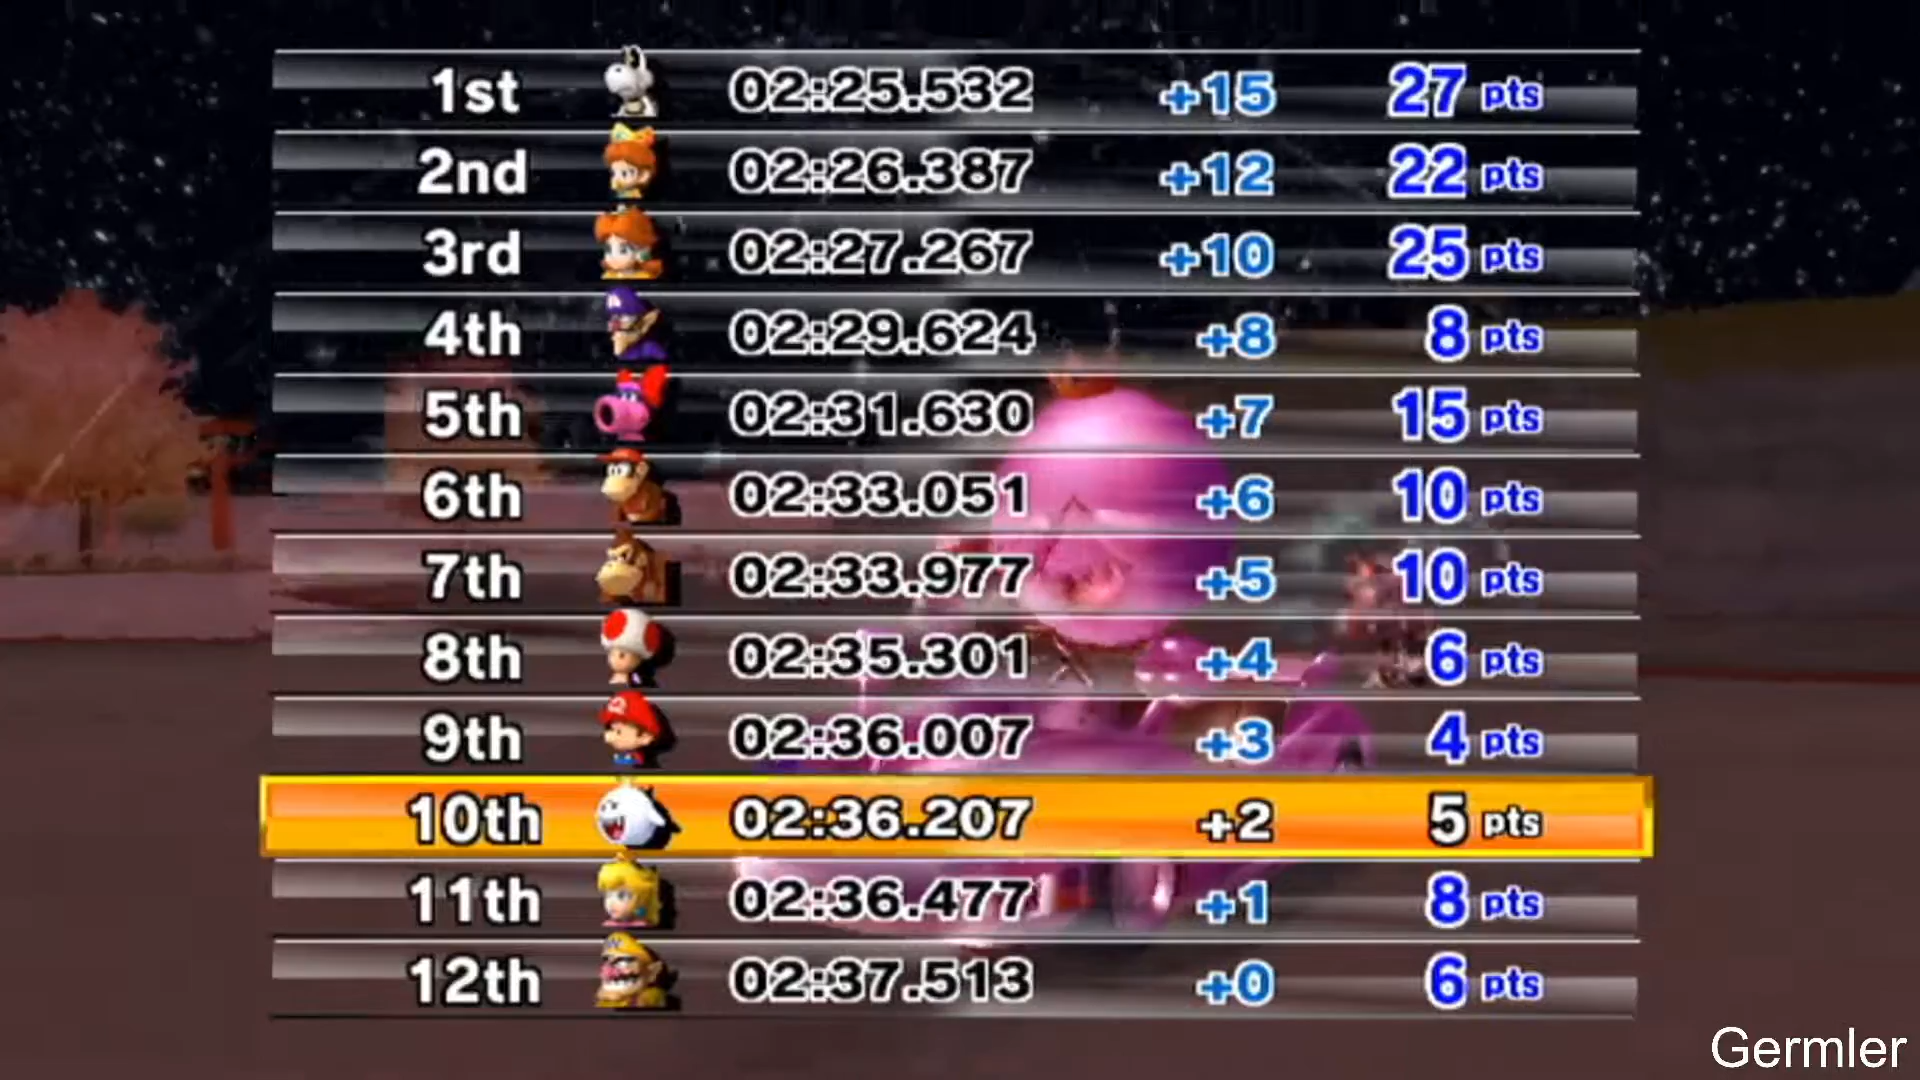 1st 02:25.532 +15 27 pts
2nd 02:26.387 +12 22 pts
3rd 02:27.267 +10 25 pts
4th 02:29.624 +8 8 pts
5th 02:31.630 +7 15 pts
6th 02:33.051 +6 10 pts
7th 02:33.977 +5 10 pts
8th 02:35.301 +4 6 pts
9th 02:36.007 +3 4 pts
10th 02:36.207 +2 5 pts
11th 02:36.477 +1 8 pts
12th 02:37.513 +0 6 pts
Germler